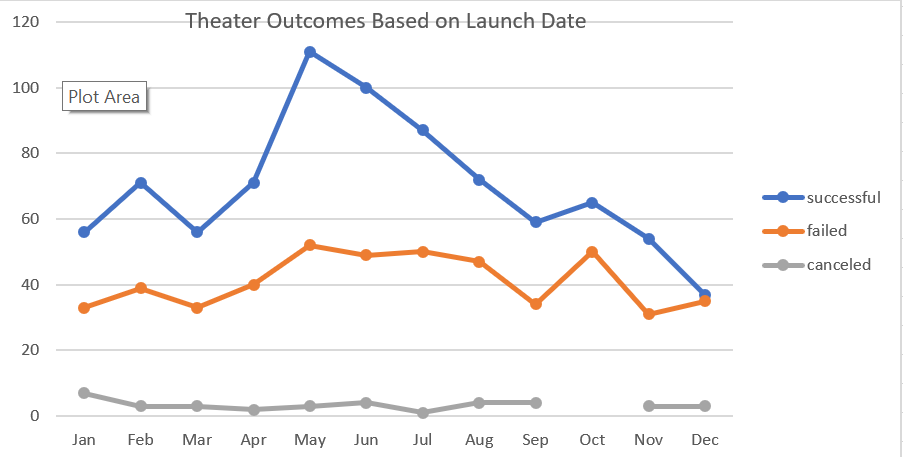 Theater Outcomes Based on Launch Date
120
100
Plot Area
80
60
40
20
0
Jan Feb Mar Apr May Jun Jul Aug Sep Oct Nov Dec
successful
failed
canceled